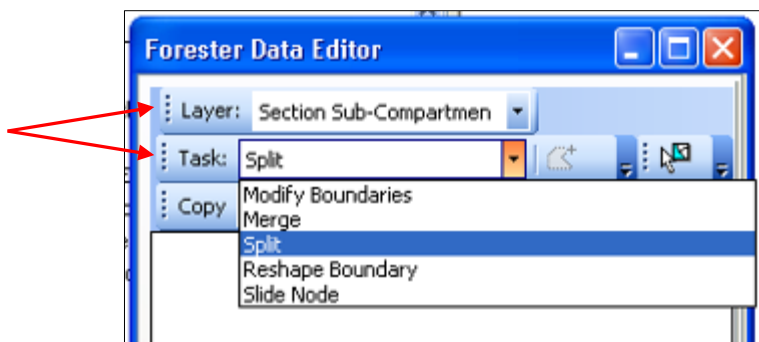 Forester Data Editor
Layer: Section Sub-Compartmen
Task: Split
Copy
Modify Boundaries
Merge
Split
Reshape Boundary
Slide Node